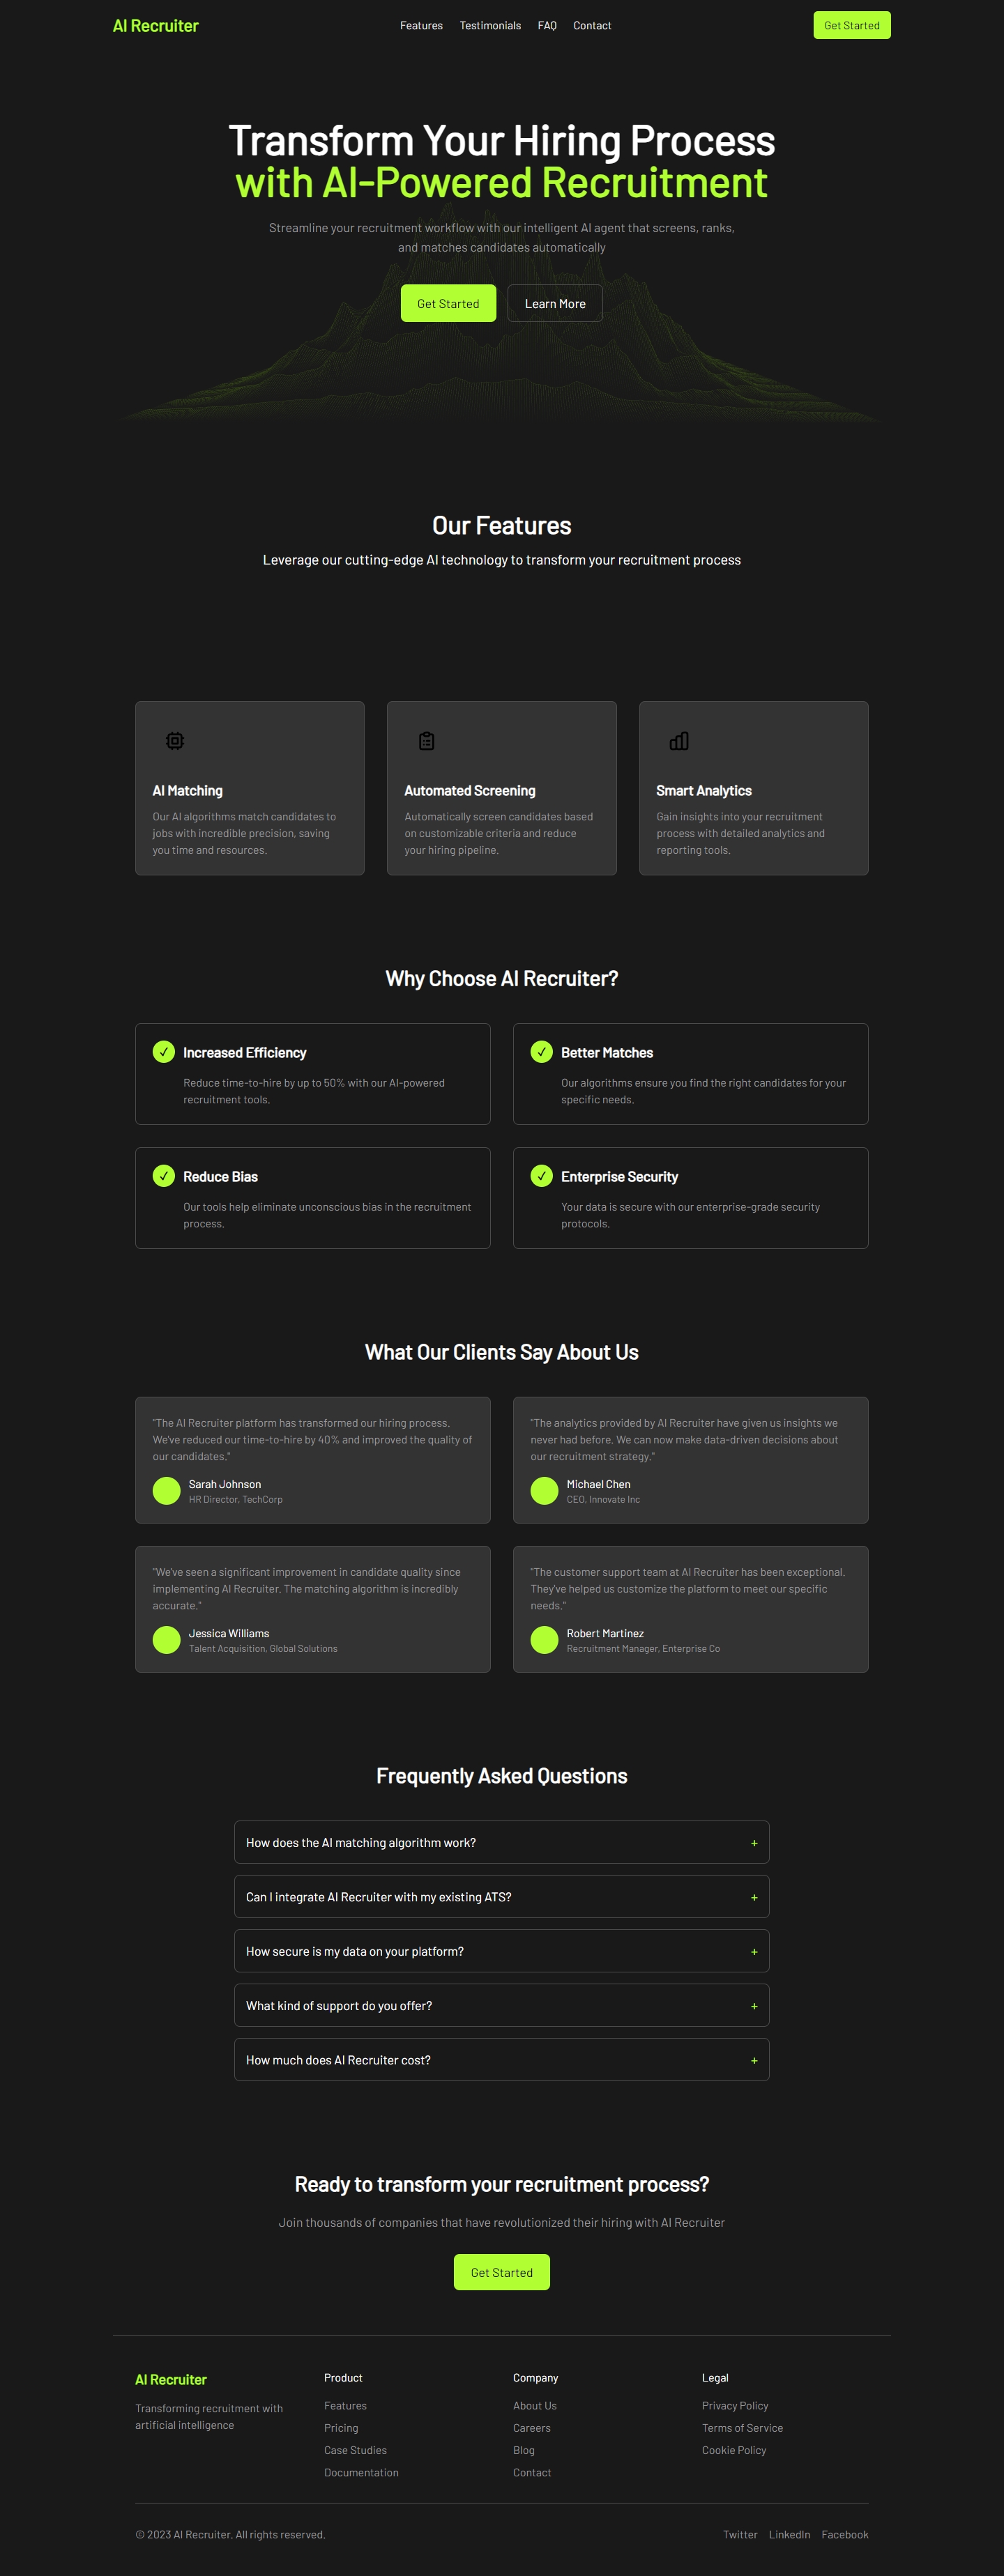 AI Recruiter
Features Testimonials FAQ Contact
Get Started
Transform Your Hiring Process
with AI-Powered Recruitment
Streamline your recruitment workflow with our intelligent AI agent that screens, ranks,
and matches candidates automatically
Get Started
Learn More
Our Features
Leverage our cutting-edge AI technology to transform your recruitment process
AI Matching
Our AI algorithms match candidates to
jobs with incredible precision, saving
you time and resources.
Automated Screening
Automatically screen candidates based
on customizable criteria and reduce
your hiring pipeline.
Smart Analytics
Gain insights into your recruitment
process with detailed analytics and
reporting tools.
Why Choose AI Recruiter?
Increased Efficiency
Reduce time-to-hire by up to 50% with our AI-powered
recruitment tools.
Better Matches
Our algorithms ensure you find the right candidates for your
specific needs.
Reduce Bias
Our tools help eliminate unconscious bias in the recruitment
process.
Enterprise Security
Your data is secure with our enterprise-grade security
protocols.
What Our Clients Say About Us
"The AI Recruiter platform has transformed our hiring process.
We've reduced our time-to-hire by 40% and improved the quality of
our candidates."
Sarah Johnson
HR Director, TechCorp
"The analytics provided by AI Recruiter have given us insights we
never had before. We can now make data-driven decisions about
our recruitment strategy."
Michael Chen
CEO, Innovate Inc
"We've seen a significant improvement in candidate quality since
implementing AI Recruiter. The matching algorithm is incredibly
accurate."
Jessica Williams
Talent Acquisition, Global Solutions
"The customer support team at AI Recruiter has been exceptional.
They've helped us customize the platform to meet our specific
needs."
Robert Martinez
Recruitment Manager, Enterprise Co
Frequently Asked Questions
How does the AI matching algorithm work? +
Can I integrate AI Recruiter with my existing ATS? +
How secure is my data on your platform? +
What kind of support do you offer? +
How much does AI Recruiter cost? +
Ready to transform your recruitment process?
Join thousands of companies that have revolutionized their hiring with AI Recruiter
Get Started
AI Recruiter
Transforming recruitment with
artificial intelligence
Product
Features
Pricing
Case Studies
Documentation
Company
About Us
Careers
Blog
Contact
Legal
Privacy Policy
Terms of Service
Cookie Policy
© 2023 AI Recruiter. All rights reserved.
Twitter LinkedIn Facebook